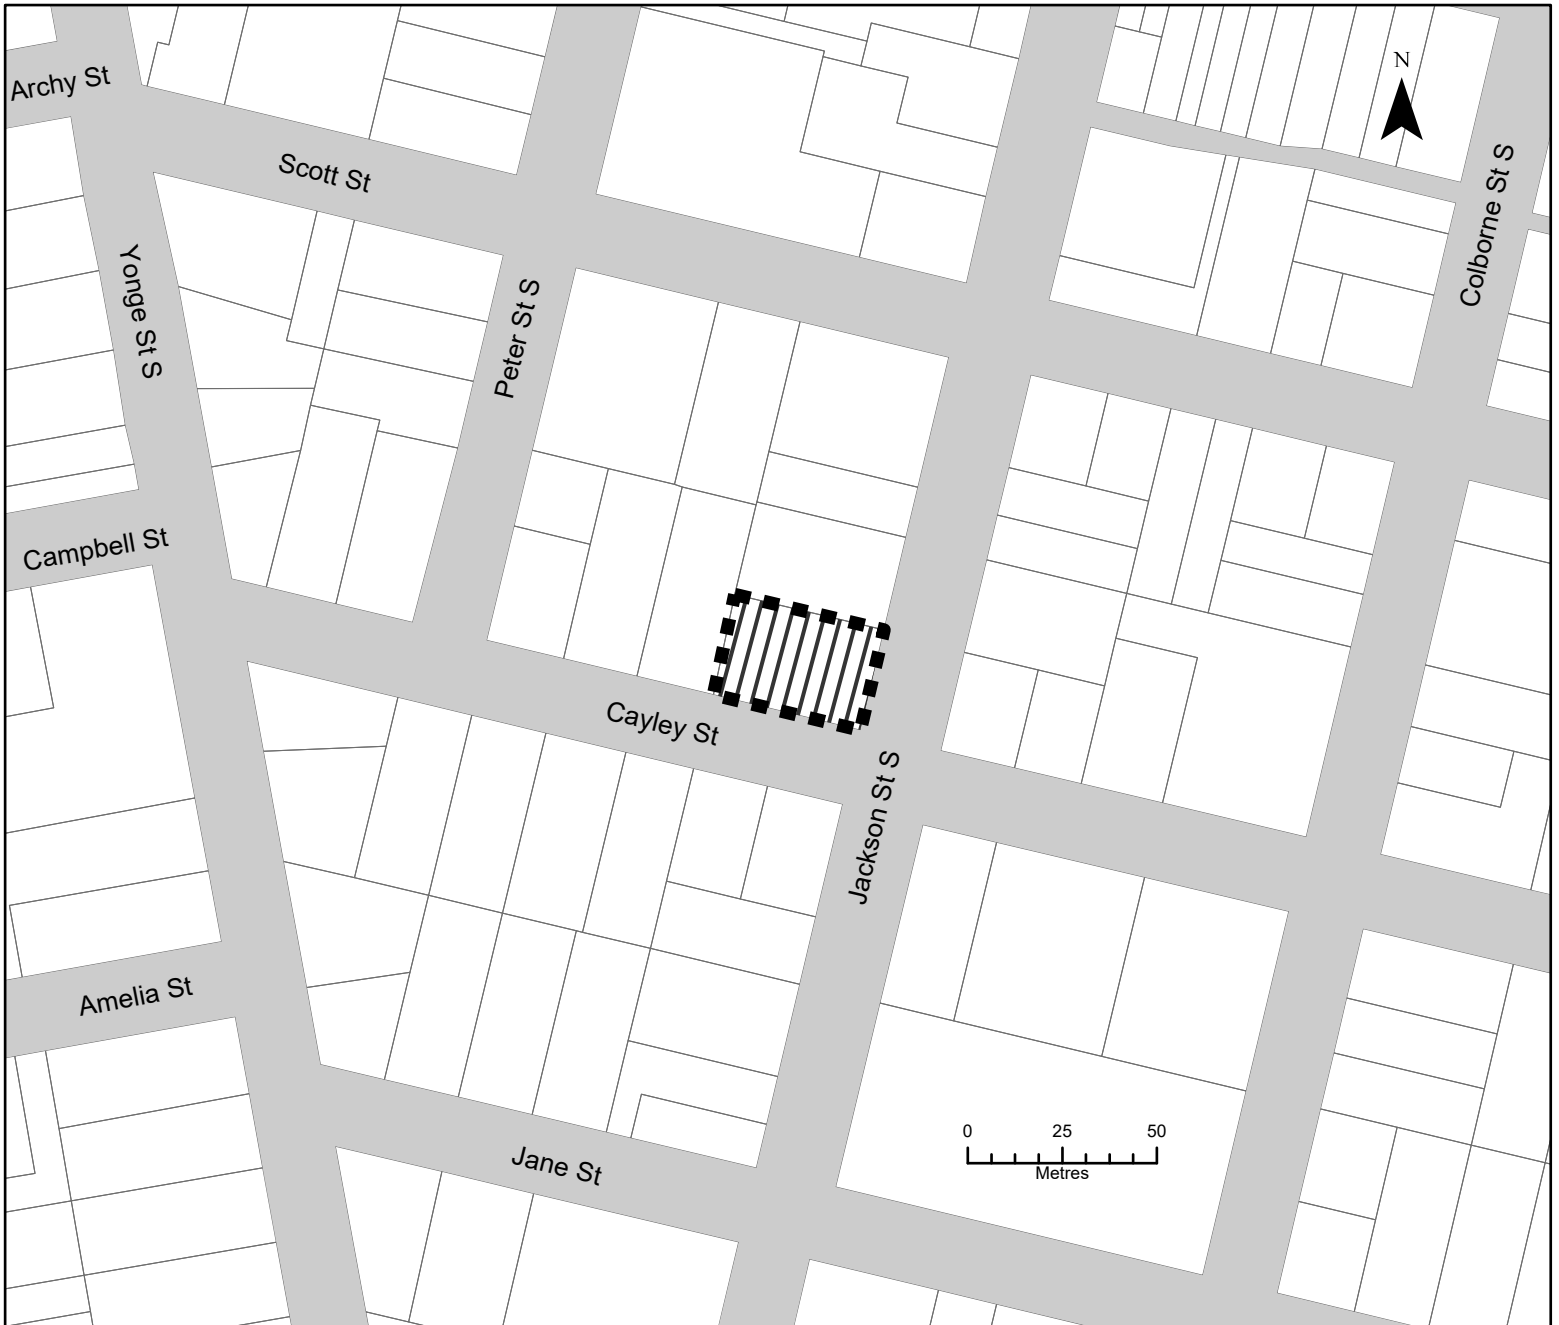 N
Archy St
Scott St
Colborne St S
Yonge St S
Peter St S
Campbell St
Cayley St
Jackson St S
Amelia St
0 25 50
Metres
Jane St